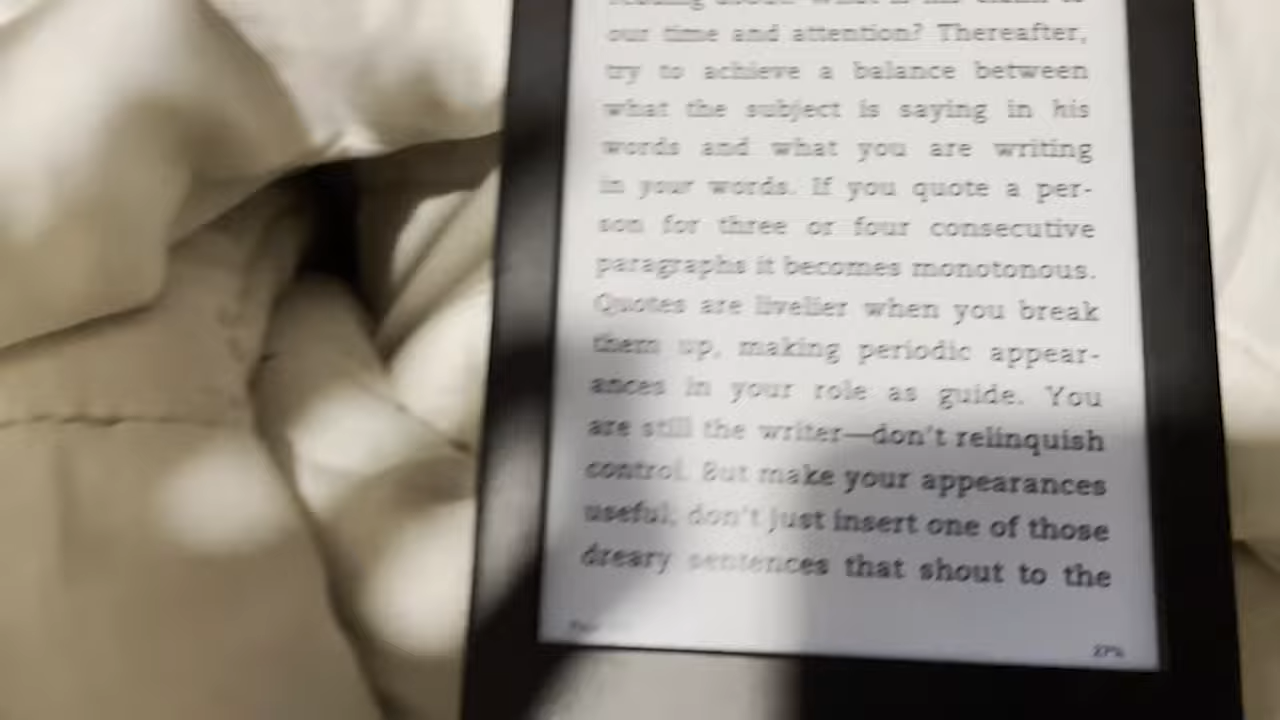 our time and attention? Thereafter,
try to achieve a balance between
what the subject is saying in his
words and what you are writing
in your words. If you quote a per-
son for three or four consecutive
paragraphs it becomes monotonous.
Quotes are livelier when you break
them up, making periodic appear-
ances in your role as guide. You
are still the writer—don't relinquish
control. But make your appearances
useful; don't just insert one of those
dreary sentences that shout to the